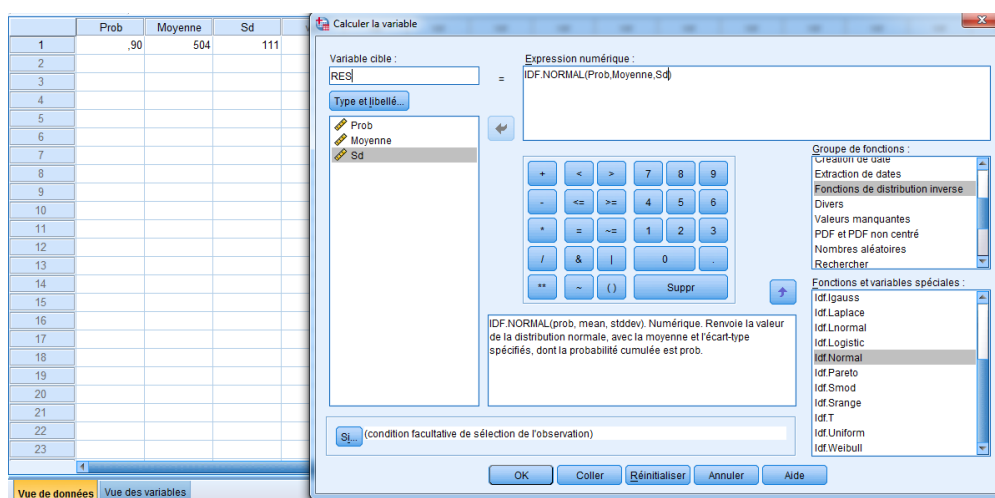 Prob Moyenne Sd
1 ,90 504 111
2
3
4
5
6
7
8
9
10
11
12
13
14
15
16
17
18
19
20
21
22
23
Vue de données Vue des variables
Calculer la variable
Variable cible :
RES
Type et libellé...
Prob
Moyenne
Sd
=
Expression numérique :
IDF.NORMAL(Prob,Moyenne,Sd)
+ < > 7 8 9
- <= >= 4 5 6
* = ~= 1 2 3
/ & | 0 .
** ~ ( ) Suppr
IDF.NORMAL(prob, mean, stddev). Numérique. Renvoie la valeur
de la distribution normale, avec la moyenne et l'écart-type
spécifiés, dont la probabilité cumulée est prob.
Groupe de fonctions :
Création de date
Extraction de dates
Fonctions de distribution inverse
Divers
Valeurs manquantes
PDF et PDF non centré
Nombres aléatoires
Rechercher
Fonctions et variables spéciales :
Idf.Igauss
Idf.Laplace
Idf.Lnormal
Idf.Logistic
Idf.Normal
Idf.Pareto
Idf.Smod
Idf.Srange
Idf.T
Idf.Uniform
Idf.Weibull
Si... (condition facultative de sélection de l'observation)
OK Coller Réinitialiser Annuler Aide